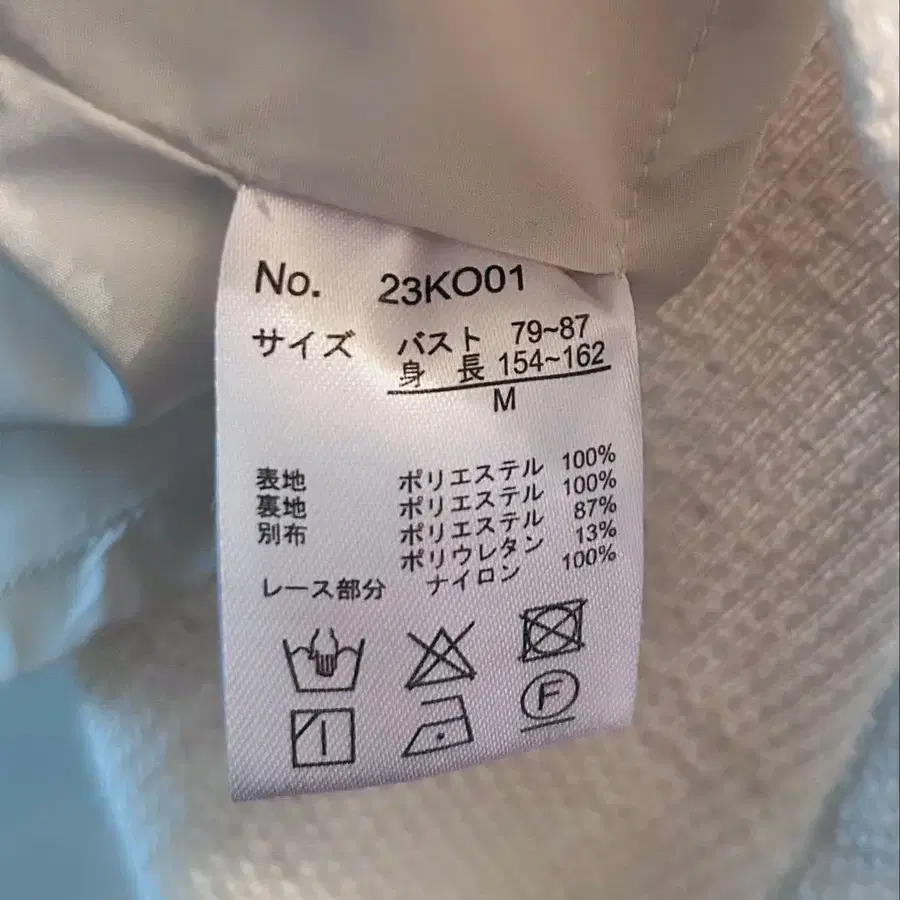 No. 23KO01
サイズ バスト 79~87
身 長 154~162
M
表地 ポリエステル 100%
裏地 ポリエステル 100%
別布 ポリエステル 87%
ポリウレタン 13%
レース部分 ナイロン 100%
F